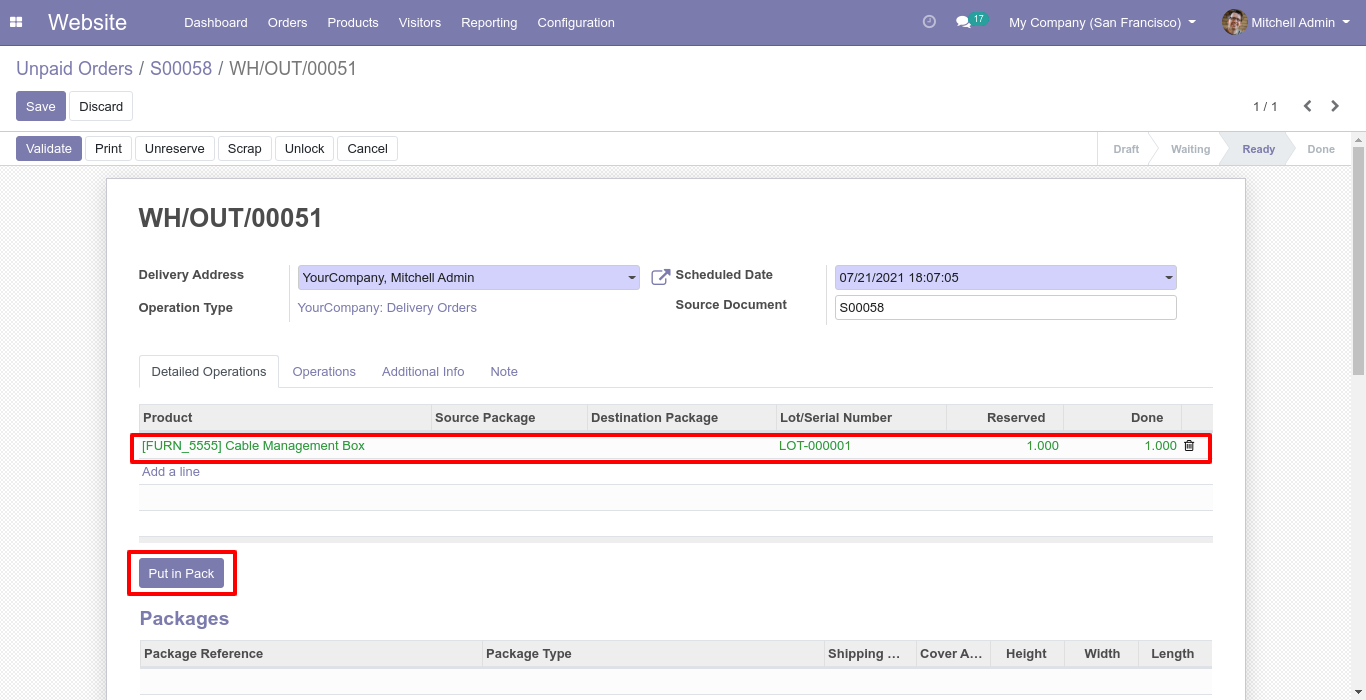 Website Dashboard Orders Products Visitors Reporting Configuration 17 My Company (San Francisco) Mitchell Admin
Unpaid Orders / S00058 / WH/OUT/00051
Save Discard 1 / 1
Validate Print Unreserve Scrap Unlock Cancel Draft Waiting Ready Done
WH/OUT/00051
Delivery Address YourCompany, Mitchell Admin Scheduled Date 07/21/2021 18:07:05
Operation Type YourCompany: Delivery Orders Source Document S00058
Detailed Operations Operations Additional Info Note
Product Source Package Destination Package Lot/Serial Number Reserved Done
[FURN_5555] Cable Management Box LOT-000001 1.000 1.000
Add a line
Put in Pack
Packages
Package Reference Package Type Shipping ... Cover A... Height Width Length